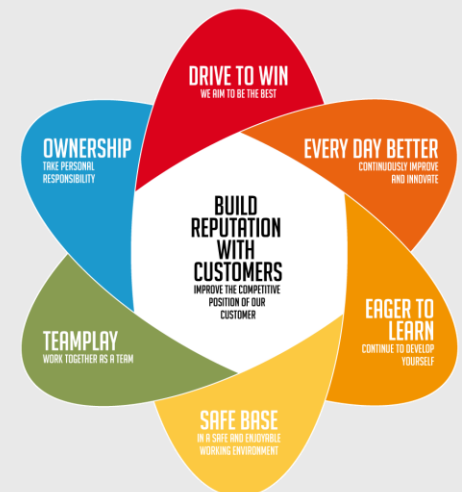 DRIVE TO WIN
WE AIM TO BE THE BEST
OWNERSHIP
TAKE PERSONAL
RESPONSIBILITY
EVERY DAY BETTER
CONTINUOUSLY IMPROVE
AND INNOVATE
BUILD
REPUTATION
WITH
CUSTOMERS
IMPROVE THE COMPETITIVE
POSITION OF OUR
CUSTOMER
TEAMPLAY
WORK TOGETHER AS A TEAM
EAGER TO
LEARN
CONTINUE TO DEVELOP
YOURSELF
SAFE BASE
IN A SAFE AND ENJOYABLE
WORKING ENVIRONMENT